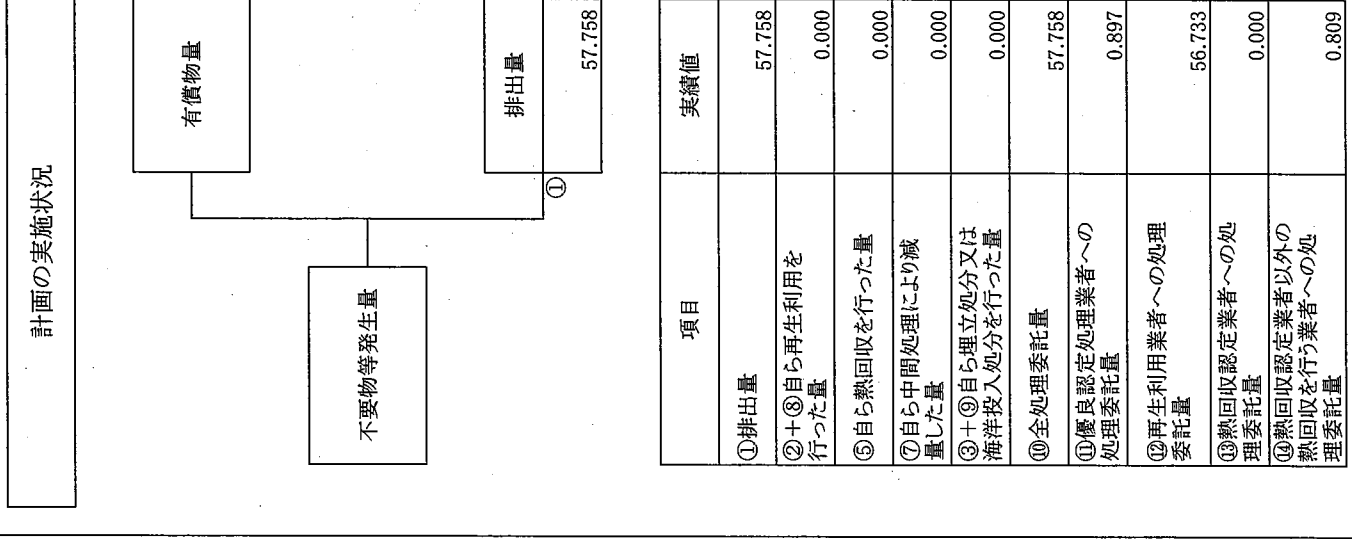 計画の実施状況
有償物量
不要物等発生量
排出量
①
57.758
項目
実績値
①排出量
57.758
②+⑧自ら再生利用を
行った量
0.000
⑤自ら熱回収を行った量
0.000
⑦自ら中間処理により減
量した量
0.000
③+⑨自ら埋立処分又は
海洋投入処分を行った量
0.000
⑩全処理委託量
57.758
⑪優良認定処理業者への
処理委託量
0.897
⑫再生利用業者への処理
委託量
56.733
⑬熱回収認定業者への処
理委託量
0.000
⑭熱回収認定業者以外の
熱回収を行う業者への処
理委託量
0.809